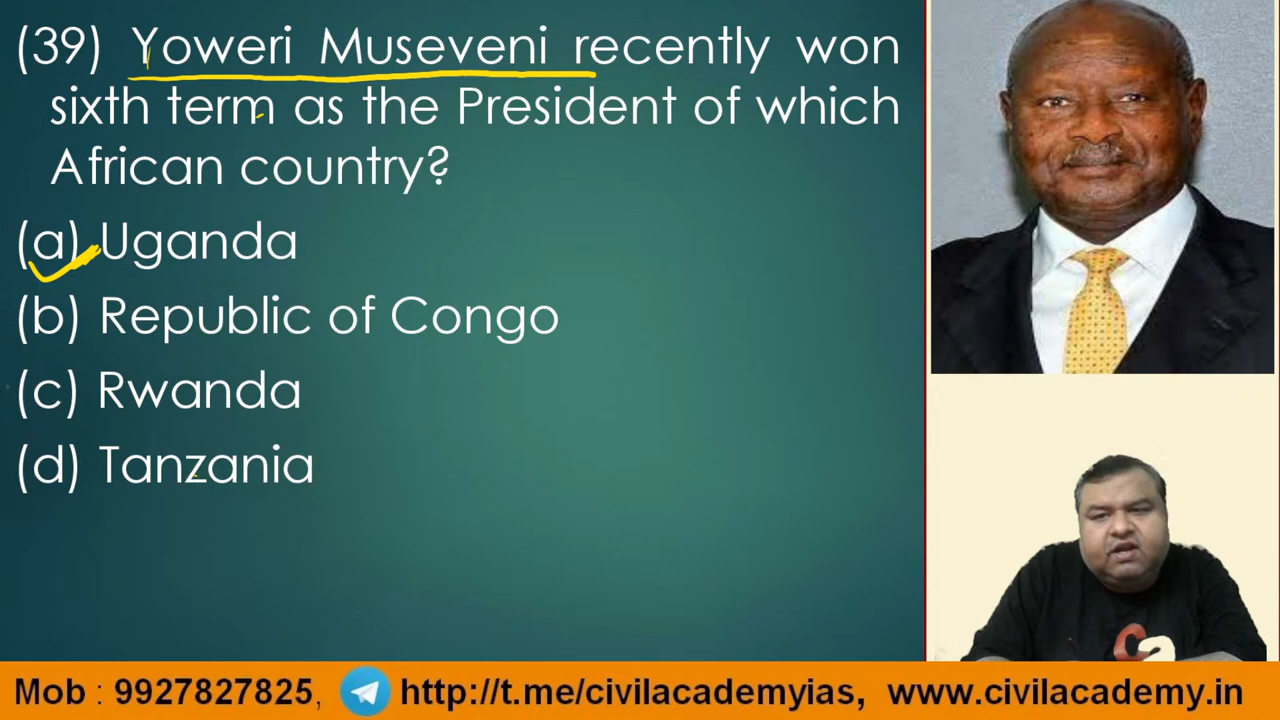 (39) Yoweri Museveni recently won
sixth term as the President of which
African country?
(a) Uganda
(b) Republic of Congo
(c) Rwanda
(d) Tanzania
Mob : 9927827825, http://t.me/civilacademyias, www.civilacademy.in